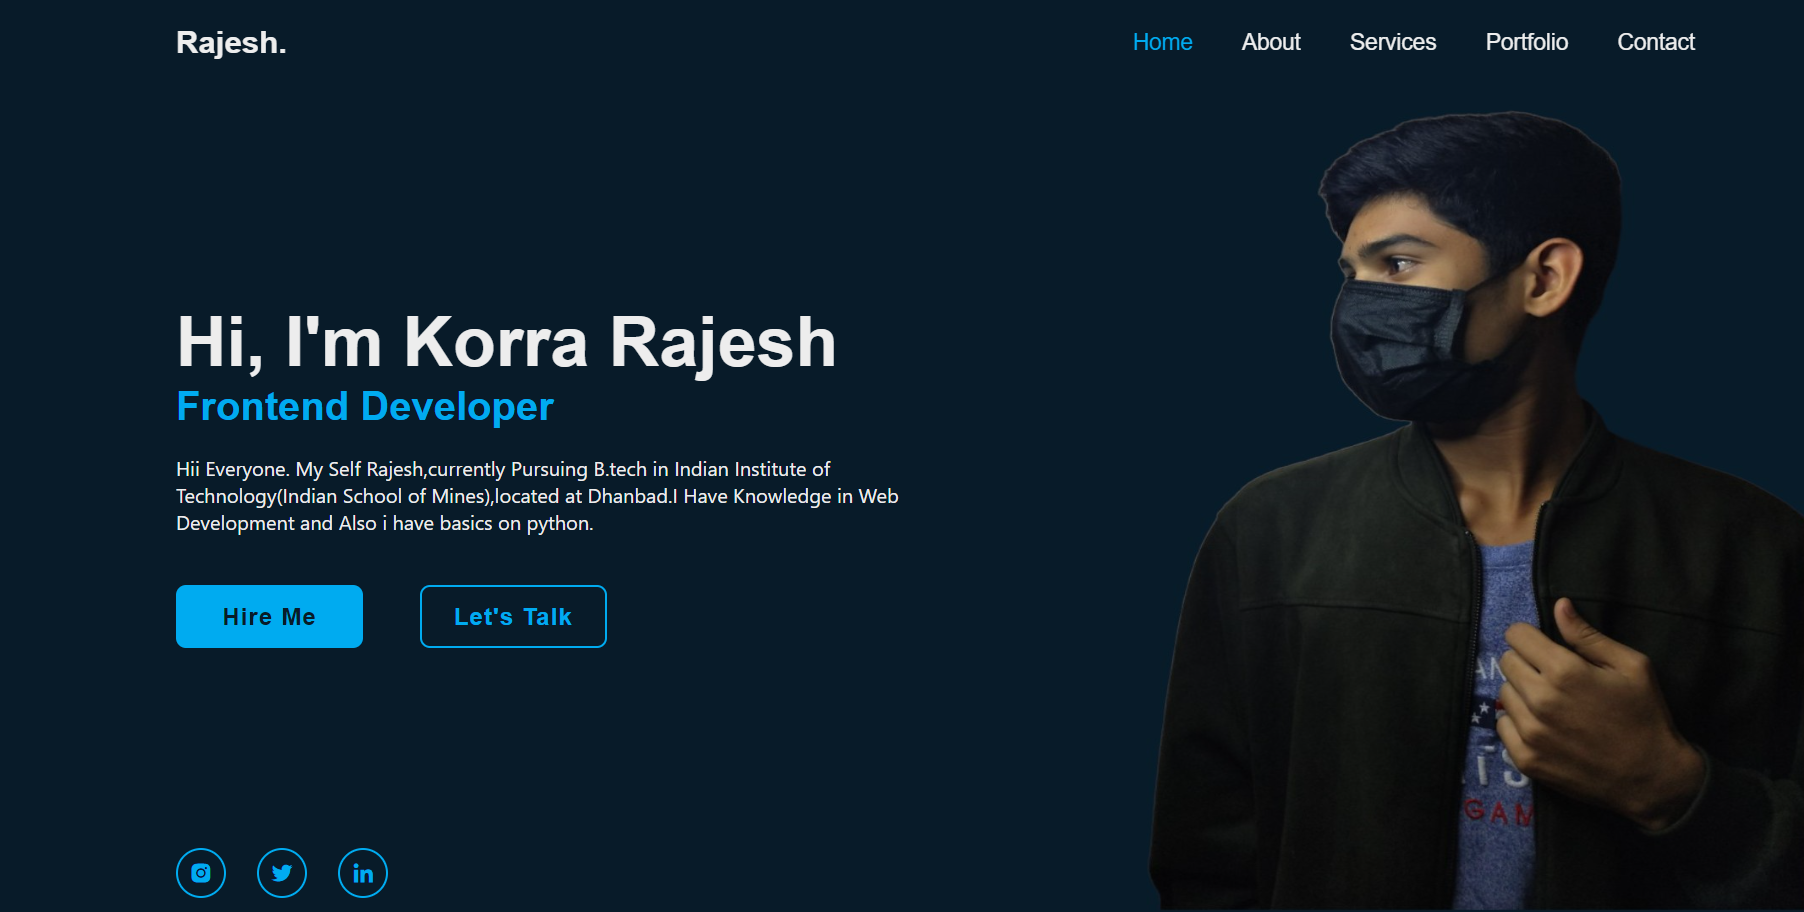 Rajesh.
Home About Services Portfolio Contact
Hi, I'm Korra Rajesh
Frontend Developer
Hii Everyone. My Self Rajesh,currently Pursuing B.tech in Indian Institute of
Technology(Indian School of Mines),located at Dhanbad.I Have Knowledge in Web
Development and Also i have basics on python.
Hire Me Let's Talk
in